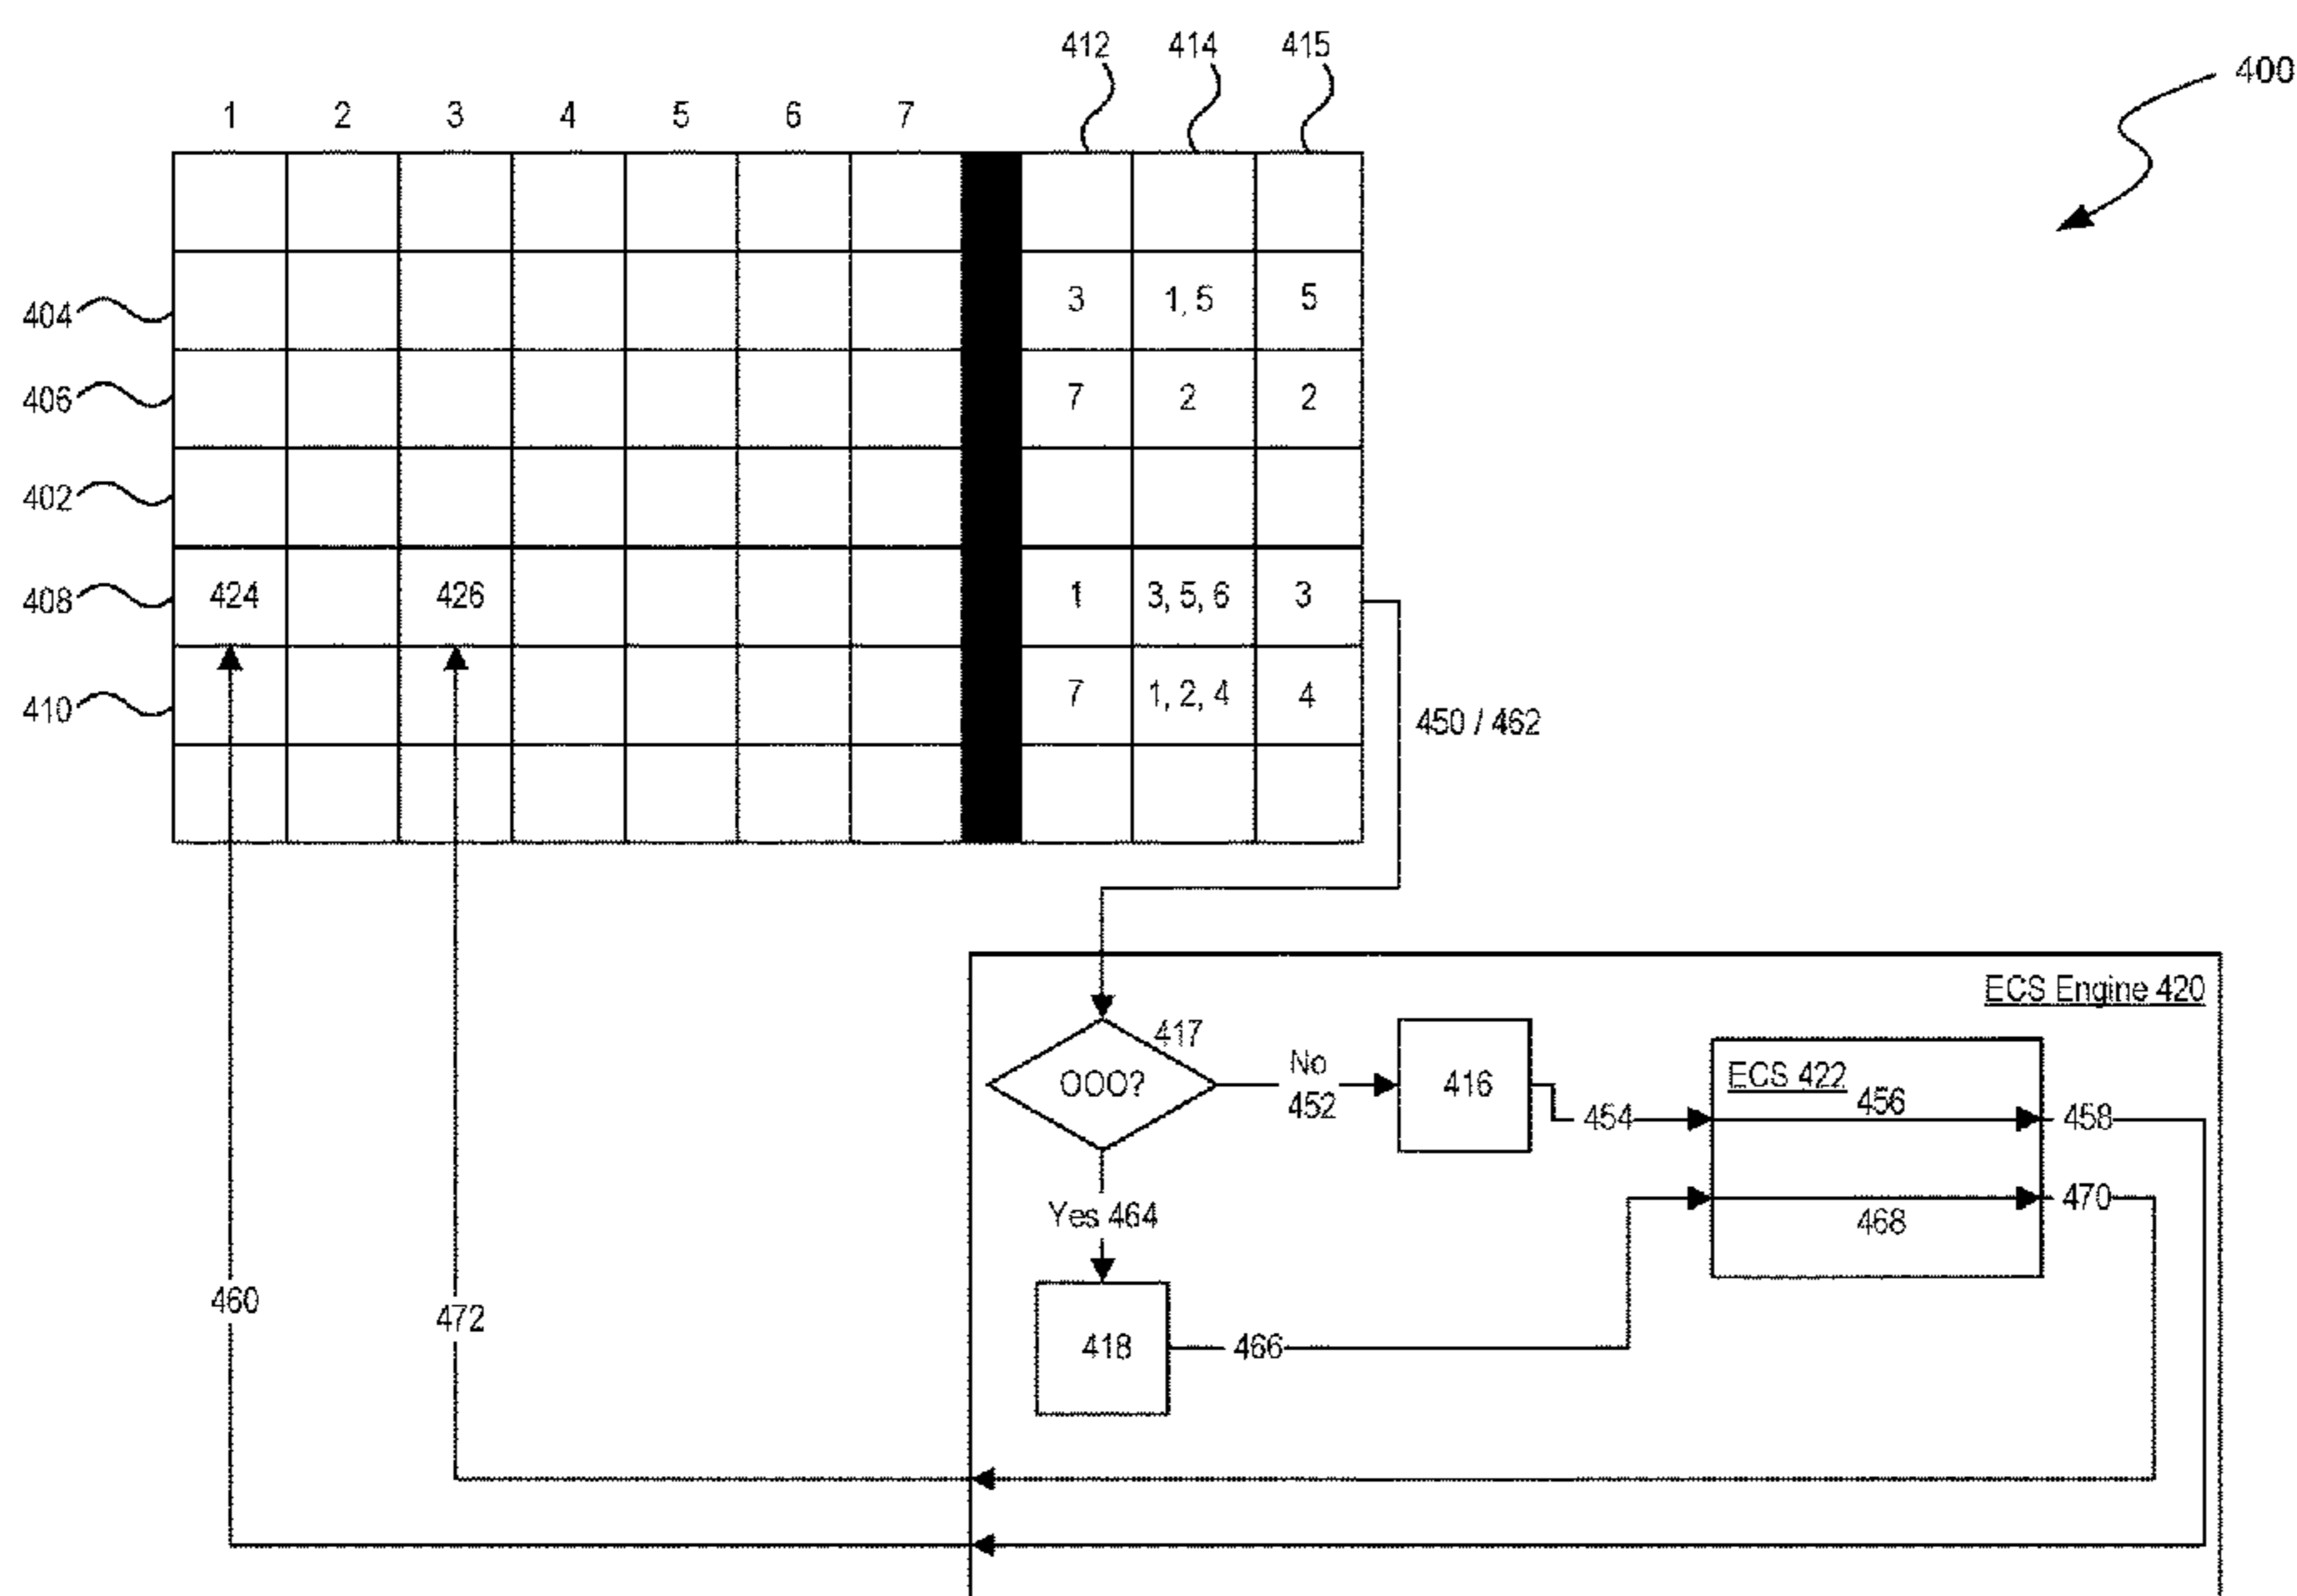 412 414 415
400
1 2 3 4 5 6 7
404 3 1, 5 5
406 7 2 2
402
408 424 426 1 3, 5, 6 3
410 7 1, 2, 4 4
450 / 462
ECS Engine 420
417
OOO?
No
452
416
454
ECS 422
456
458
Yes 464
468
470
460
472
418
466